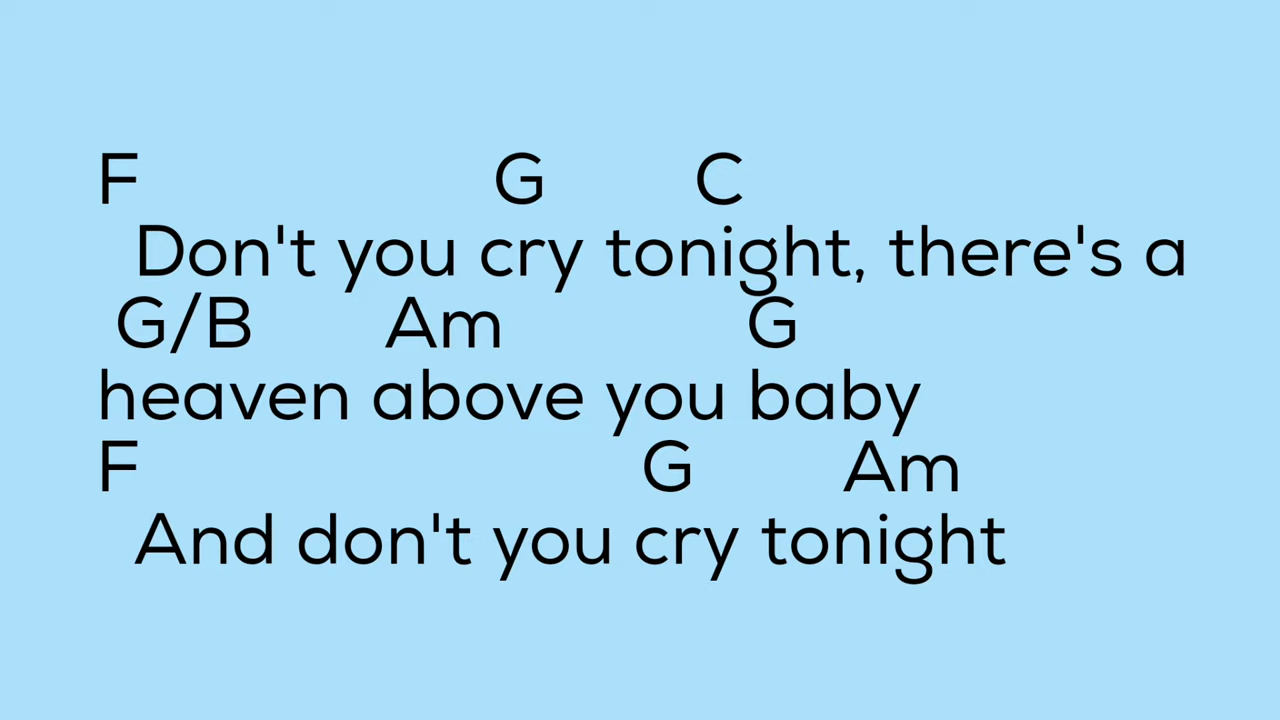 F G C
Don't you cry tonight, there's a
G/B Am G
heaven above you baby
F G Am
And don't you cry tonight